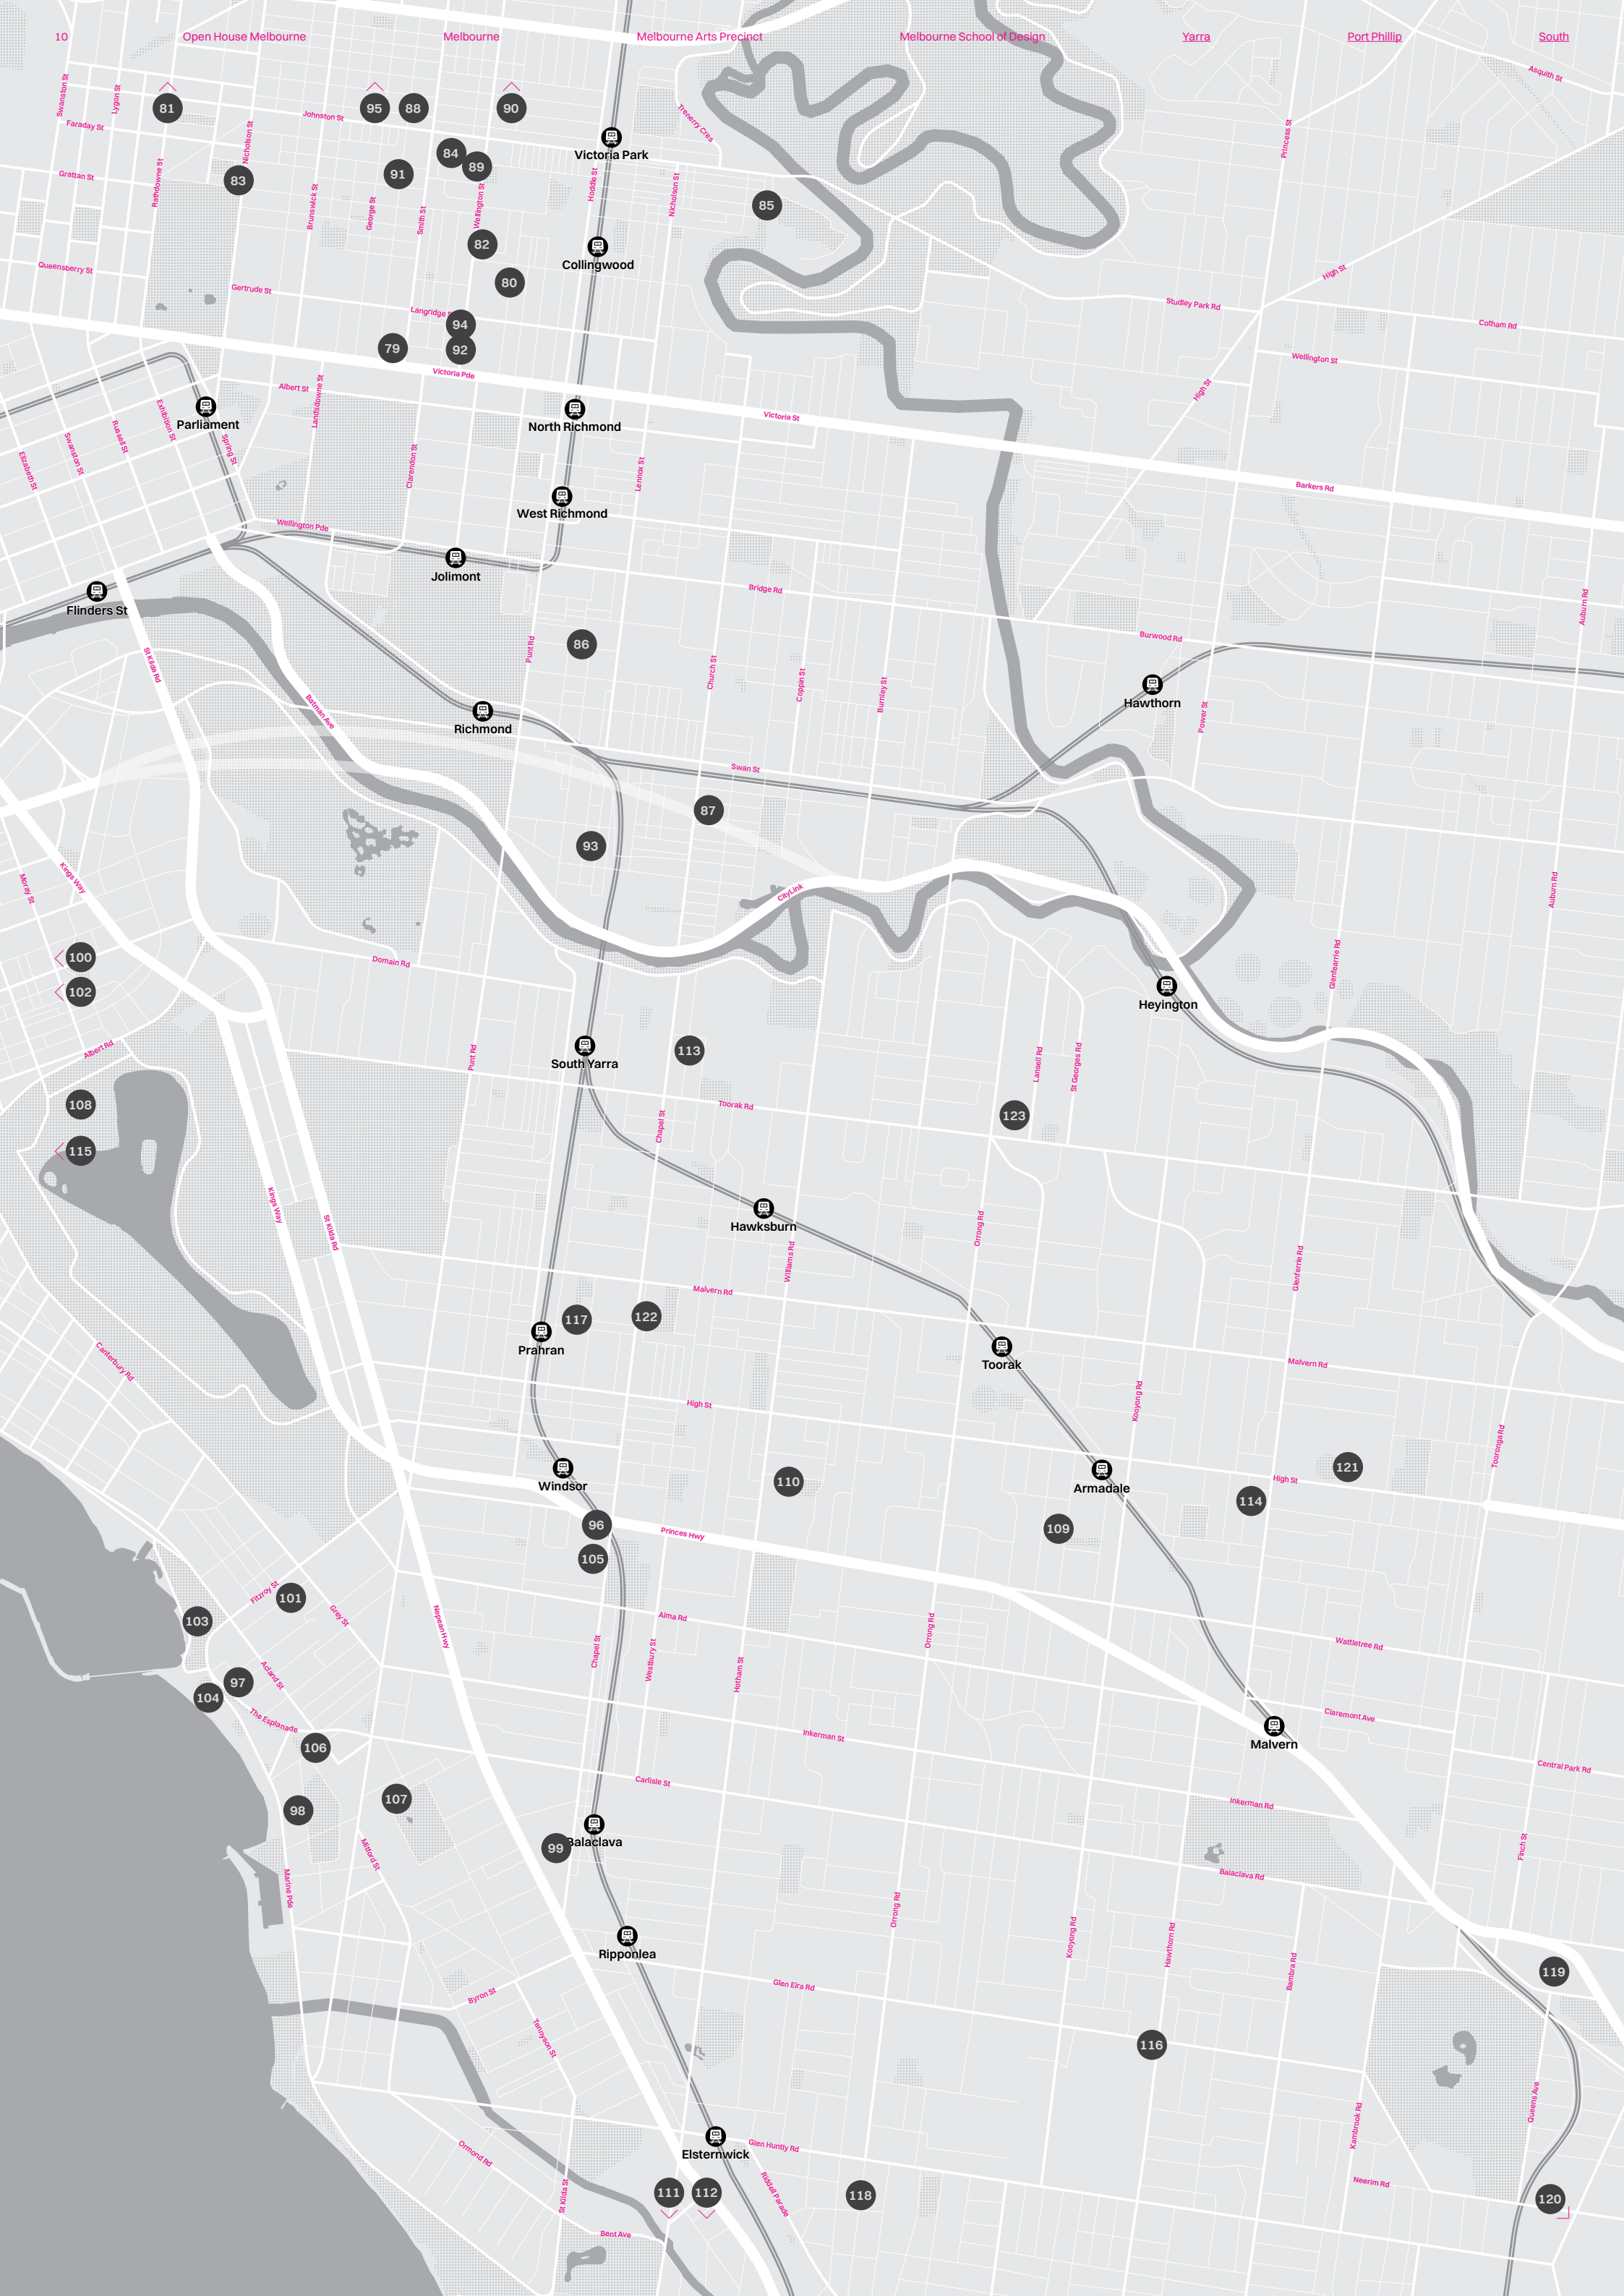 10 Open House Melbourne Melbourne Melbourne Arts Precinct Melbourne School of Design Yarra Port Phillip South
Asquith St
Swanston St
Lygon St
81
95
88
90
Johnston St
Trenerry Cres
Faraday St
Nicholson St
Princess St
Victoria Park
84
89
91
83
Grattan St
Rathdowne St
Brunswick St
George St
Smith St
Wellington St
Hoddle St
Nicholson St
85
82
Collingwood
Queensberry St
80
High St
Gertrude St
Studley Park Rd
Langridge S
94
Cotham Rd
79
92
Wellington St
Victoria Pde
Albert St
Landsdowne St
High St
Parliament
Exhibition St
Russell St
Swanston St
Elizabeth St
Spring St
North Richmond
Victoria St
Clarendon St
Lennox St
Barkers Rd
West Richmond
Wellington Pde
Jolimont
Flinders St
Bridge Rd
Auburn Rd
Burwood Rd
86
Punt Rd
St Kilda Rd
Church St
Coppin St
Burnley St
Hawthorn
Batman Ave
Richmond
Power St
Swan St
87
93
Kings Way
Moray St
CityLink
Auburn Rd
100
Domain Rd
Glenfearrie Rd
102
Heyington
Albert Rd
Punt Rd
South Yarra
113
Lansell Rd
St Georges Rd
108
Toorak Rd
Chapel St
123
115
Kings Way
St Kilda Rd
Hawksburn
Orrong Rd
Williams Rd
Glenferrie Rd
Malvern Rd
117
122
Prahran
Toorak
Malvern Rd
Canterbury Rd
High St
Kooyong Rd
Tooronga Rd
Windsor
110
Armadale
121
High St
114
96
Princes Hwy
109
105
Fitzroy St
101
103
Grey St
Nepean Hwy
Alma Rd
Chapel St
Westbury St
Hotham St
Orrong Rd
Wattletree Rd
97
104
Acland St
The Esplanade
106
Claremont Ave
Malvern
Inkerman St
Central Park Rd
Carlisle St
107
98
Inkerman Rd
99
Balaclava
Milford St
Marine Pde
Finch St
Balaclava Rd
Orrong Rd
Kooyong Rd
Hawthorn Rd
Bambra Rd
Ripponlea
119
Glen Eira Rd
Byron St
Tennyson St
116
Queens Ave
Kambrook Rd
Elsternwick
Glen Huntly Rd
Ormond Rd
Neerim Rd
St Kilda St
111
112
Riddell Parade
118
120
Bent Ave